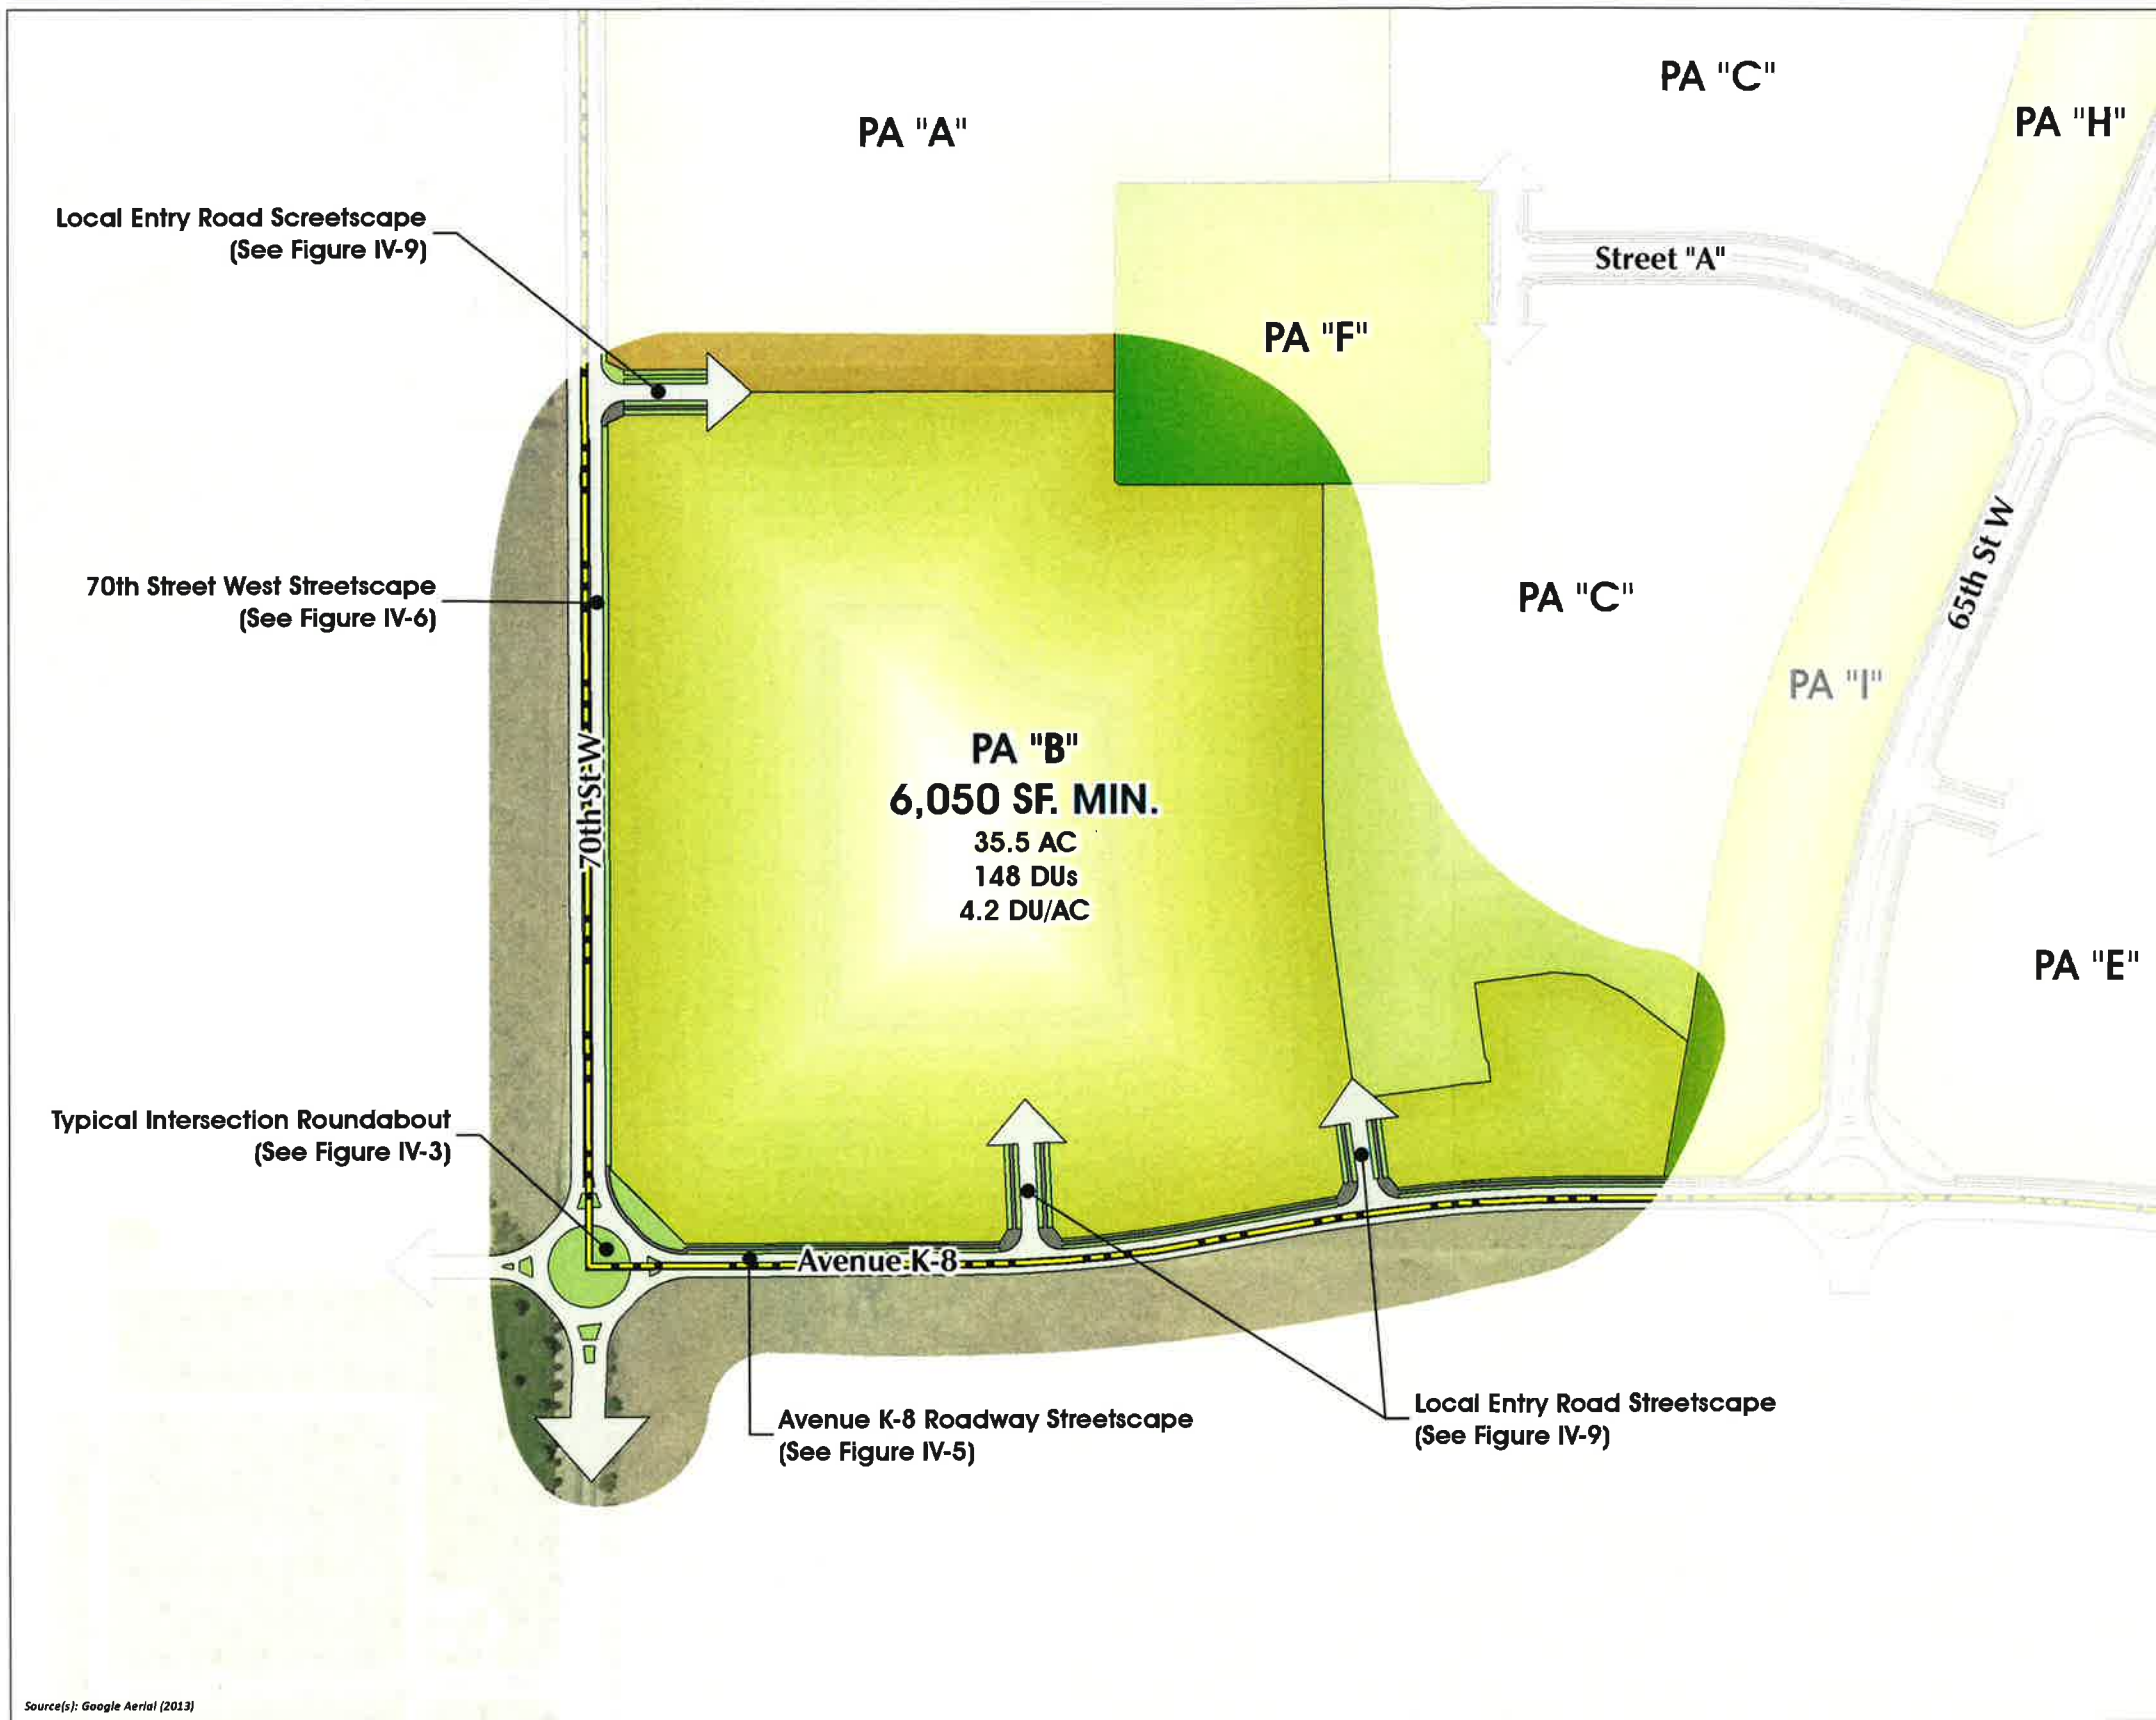 PA "C"
PA "H"
PA "A"
Local Entry Road Screetscape
(See Figure IV-9)
Street "A"
PA "F"
70th Street West Streetscape
(See Figure IV-6)
PA "C"
65th St W
PA "I"
70th St W
PA "B"
6,050 SF. MIN.
35.5 AC
148 DUs
4.2 DU/AC
PA "E"
Typical Intersection Roundabout
(See Figure IV-3)
Avenue K-8
Avenue K-8 Roadway Streetscape
(See Figure IV-5)
Local Entry Road Streetscape
(See Figure IV-9)
Source(s): Google Aerial (2013)